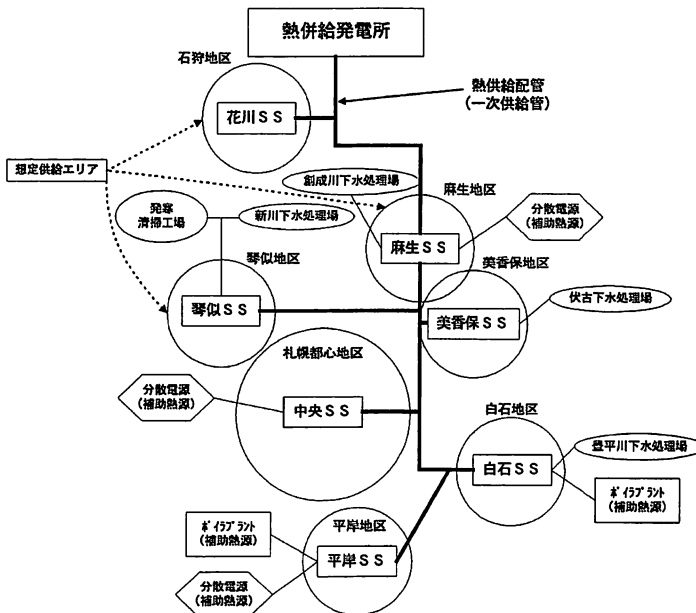 熱併給発電所
石狩地区
花川ＳＳ
熱供給配管
(一次供給管)
想定供給エリア
創成川下水処理場
麻生地区
発寒
清掃工場
新川下水処理場
分散電源
(補助熱源)
麻生ＳＳ
琴似地区
美香保地区
琴似ＳＳ
美香保ＳＳ
伏古下水処理場
札幌都心地区
分散電源
(補助熱源)
中央ＳＳ
白石地区
豊平川下水処理場
白石ＳＳ
ﾎﾞｲﾗﾌﾟﾗﾝﾄ
(補助熱源)
平岸地区
ﾎﾞｲﾗﾌﾟﾗﾝﾄ
(補助熱源)
平岸ＳＳ
分散電源
(補助熱源)